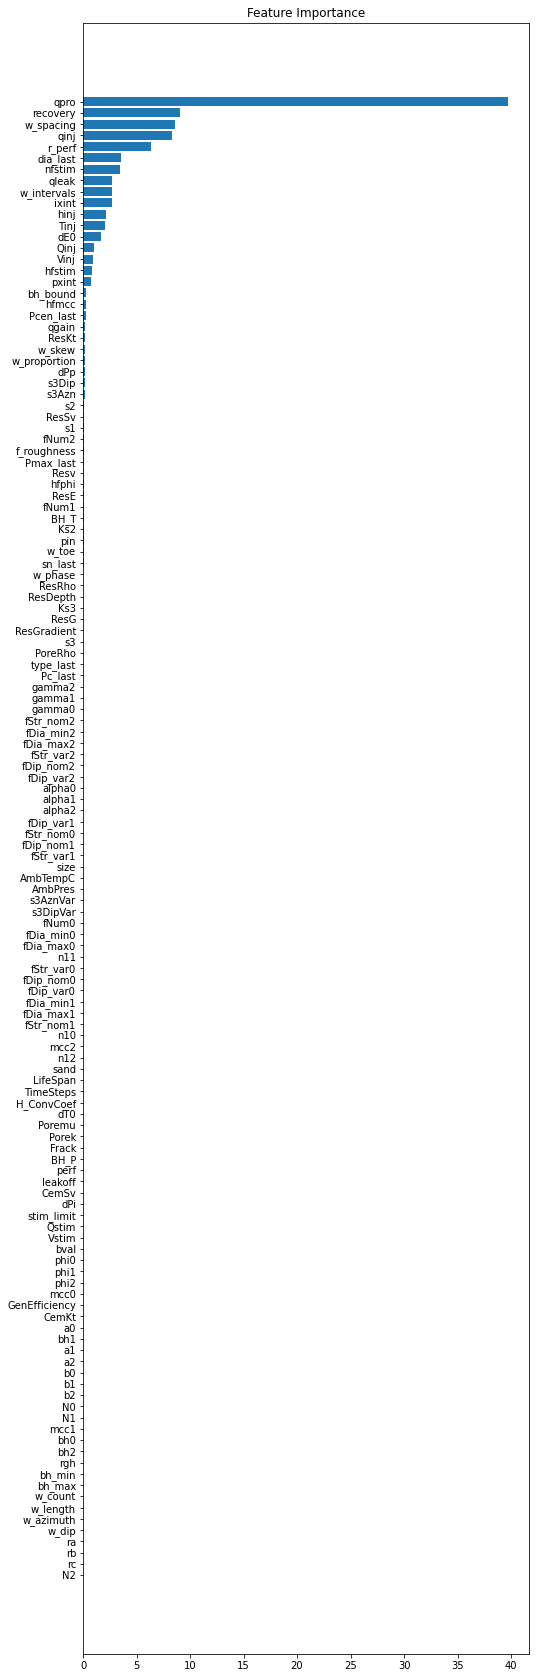 Feature Importance
qpro
recovery
w_spacing
qinj
r_perf
dia_last
nfstim
qleak
w_intervals
ixint
hinj
Tinj
dE0
Qinj
Vinj
hfstim
pxint
bh_bound
hfmcc
Pcen_last
qgain
ResKt
w_skew
w_proportion
dPp
s3Dip
s3Azn
s2
ResSv
s1
fNum2
f_roughness
Pmax_last
Resv
hfphi
ResE
fNum1
BH_T
Ks2
pin
w_toe
sn_last
w_phase
ResRho
ResDepth
Ks3
ResG
ResGradient
s3
PoreRho
type_last
Pc_last
gamma2
gamma1
gamma0
fStr_nom2
fDia_min2
fDia_max2
fStr_var2
fDip_nom2
fDip_var2
alpha0
alpha1
alpha2
fDip_var1
fStr_nom0
fDip_nom1
fStr_var1
size
AmbTempC
AmbPres
s3AznVar
s3DipVar
fNum0
fDia_min0
fDia_max0
n11
fStr_var0
fDip_nom0
fDip_var0
fDia_min1
fDia_max1
fStr_nom1
n10
mcc2
n12
sand
LifeSpan
TimeSteps
H_ConvCoef
dT0
Poremu
Porek
Frack
BH_P
perf
leakoff
CemSv
dPi
stim_limit
Qstim
Vstim
bval
phi0
phi1
phi2
mcc0
GenEfficiency
CemKt
a0
bh1
a1
a2
b0
b1
b2
N0
N1
mcc1
bh0
bh2
rgh
bh_min
bh_max
w_count
w_length
w_azimuth
w_dip
ra
rb
rc
N2
0 5 10 15 20 25 30 35 40